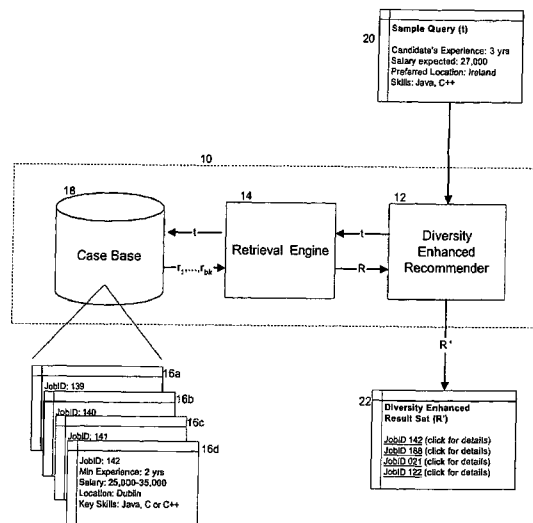 20
Sample Query (t)
Candidate's Experience: 3 yrs
Salary expected: 27,000
Preferred Location: Ireland
Skills: Java, C++
10
18
14
12
Case Base
t
Retrieval Engine
t
Diversity
Enhanced
Recommender
r1,...,rbk
R
R'
16a
JobID: 139
16b
JobID: 140
16c
JobID: 141
16d
JobID: 142
Min Experience: 2 yrs
Salary: 25,000-35,000
Location: Dublin
Key Skills: Java, C or C++
22
Diversity Enhanced
Result Set (R')
JobID 142 (click for details)
JobID 188 (click for details)
JobID 021 (click for details)
JobID 122 (click for details)